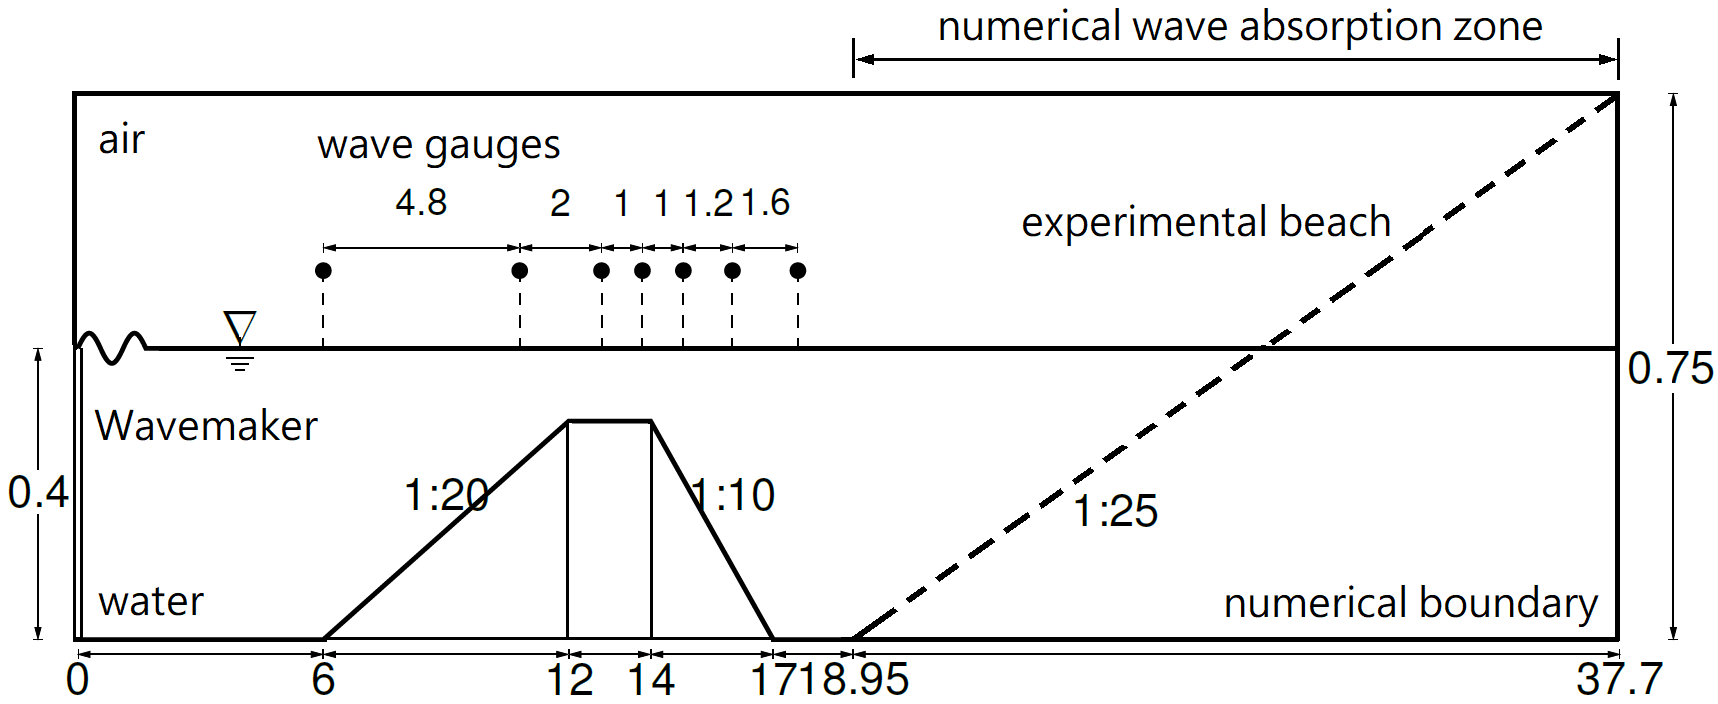 numerical wave absorption zone
air
wave gauges
4.8 2 1 1 1.2 1.6
experimental beach
0.75
Wavemaker
0.4
1:20
1:10
1:25
water
numerical boundary
0 6 12 14 17 18.95 37.7